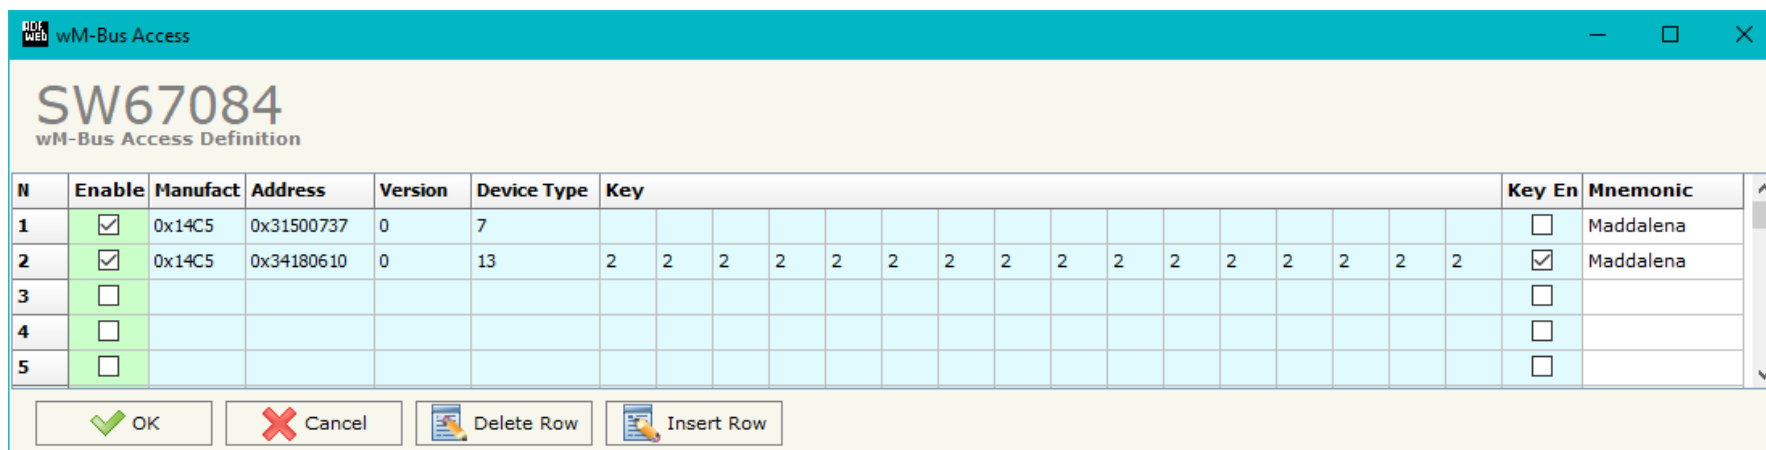 ADF
WEB wM-Bus Access
SW67084
wM-Bus Access Definition
N Enable Manufact Address Version Device Type Key Key En Mnemonic
1 0x14C5 0x31500737 0 7 Maddalena
2 0x14C5 0x34180610 0 13 2 2 2 2 2 2 2 2 2 2 2 2 2 2 2 2 Maddalena
3
4
5
OK Cancel Delete Row Insert Row